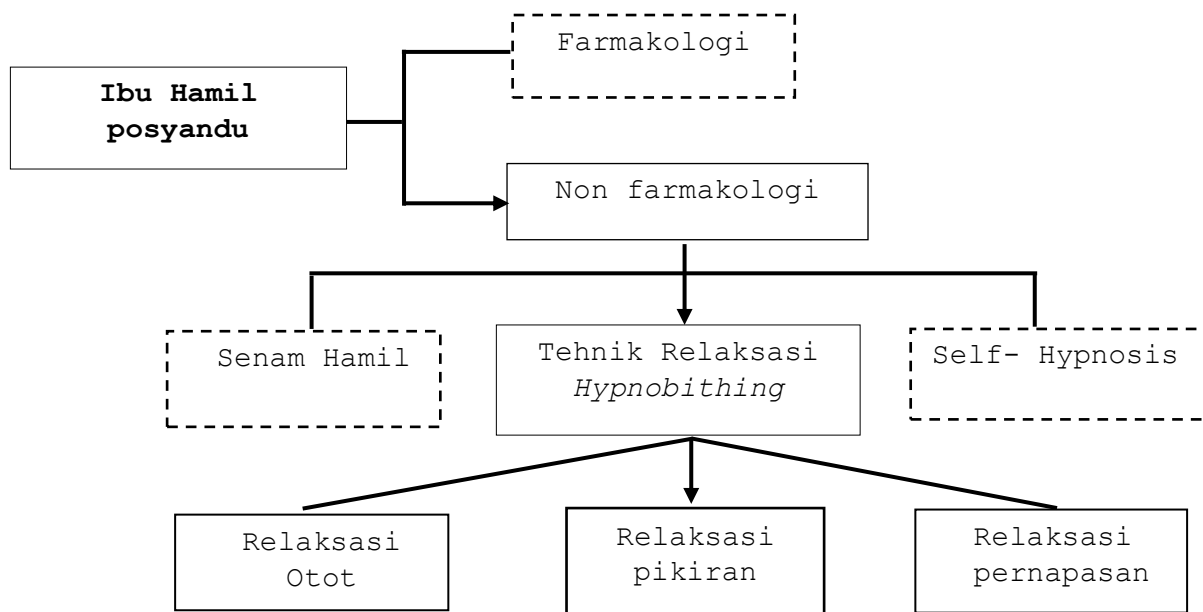 Farmakologi
Ibu Hamil
posyandu
Non farmakologi
Senam Hamil
Tehnik Relaksasi
Hypnobithing
Self- Hypnosis
Relaksasi
Otot
Relaksasi
pikiran
Relaksasi
pernapasan